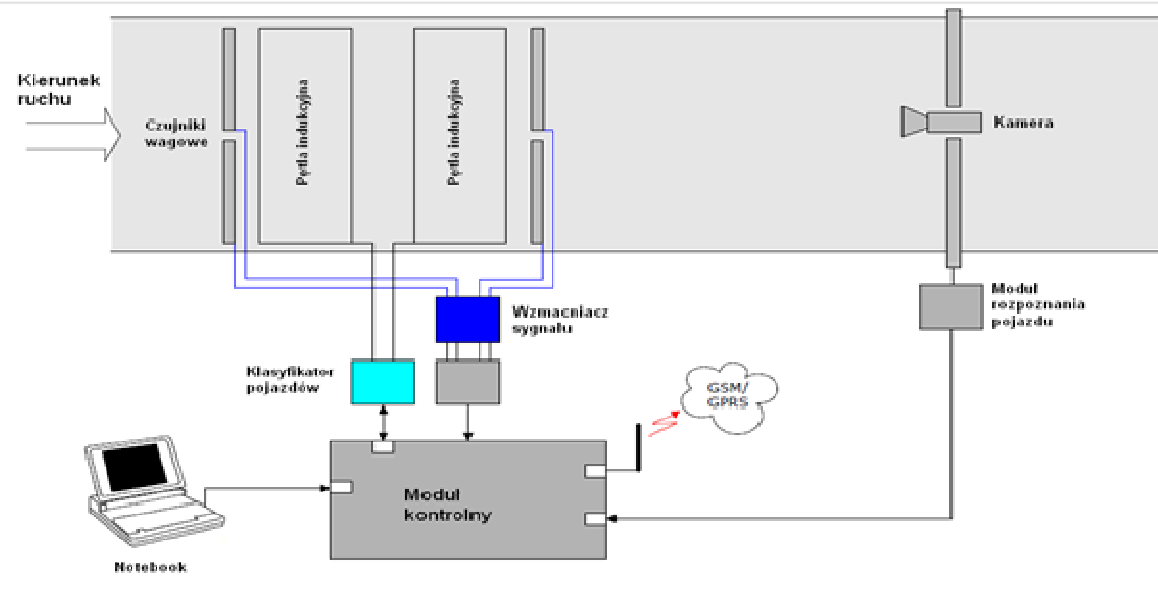 Kierunek
ruchu
Czujniki
wagowe
Pętla indukcyjna
Pętla indukcyjna
Kamera
Wzmacniacz
sygnału
Moduł
rozpoznania
pojazdu
Klasyfikator
pojazdów
GSM/
GPRS
Moduł
kontrolny
Notebook